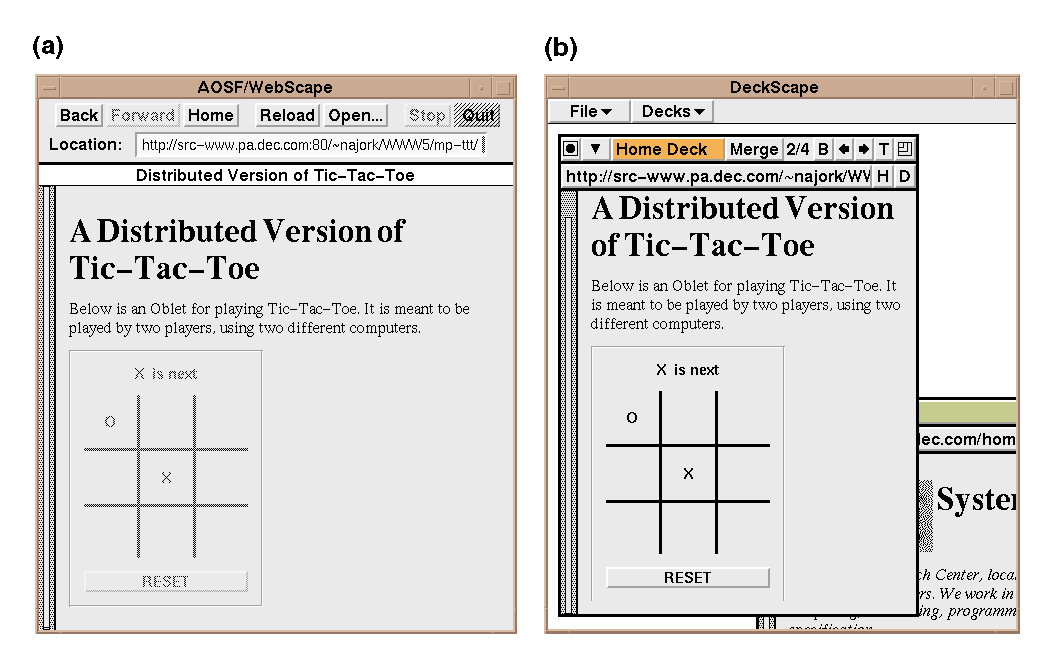 (a)
AOSF/WebScape
Back Forward Home Reload Open... Stop Quit
Location: http://src-www.pa.dec.com:80/~najork/WWW5/mp-ttt/
Distributed Version of Tic-Tac-Toe
A Distributed Version of
Tic-Tac-Toe
Below is an Oblet for playing Tic-Tac-Toe. It is meant to be
played by two players, using two different computers.
X is next
O
X
RESET
(b)
DeckScape
File Decks
Home Deck Merge 2/4 B T
http://src-www.pa.dec.com/~najork/WV H D
A Distributed Version
of Tic-Tac-Toe
Below is an Oblet for playing Tic-Tac-Toe. It
is meant to be played by two players, using two
different computers.
X is next
O
X
RESET
lec.com/hom
Syster
ch Center, loca
rs. We work in
ing, programm
specification